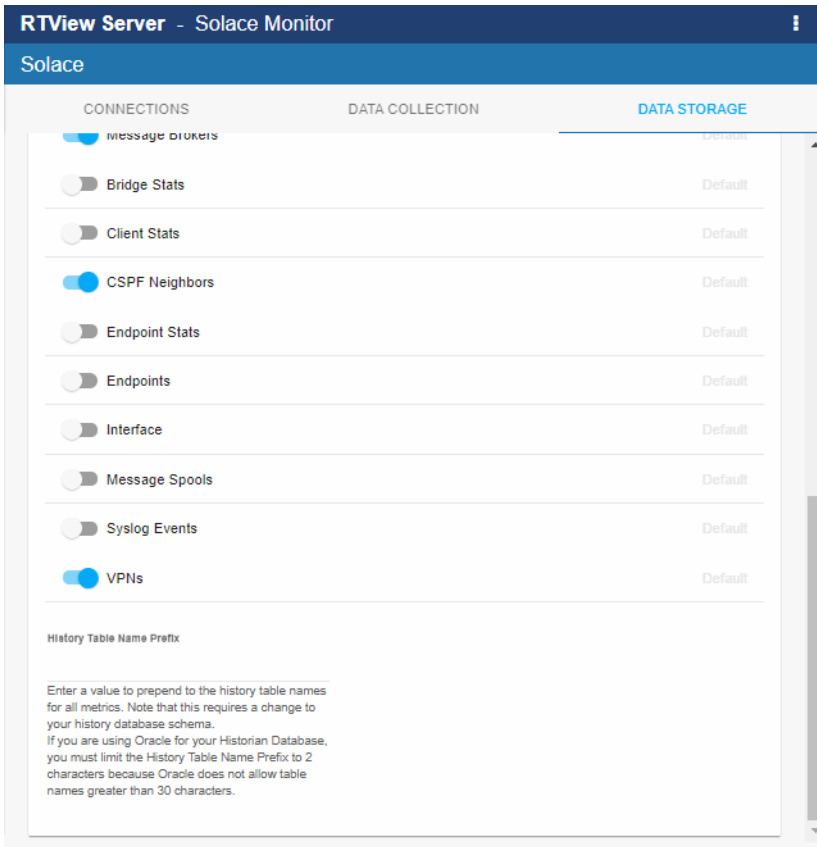 RTView Server - Solace Monitor
Solace
CONNECTIONS DATA COLLECTION DATA STORAGE
Message Brokers Default
Bridge Stats Default
Client Stats Default
CSPF Neighbors Default
Endpoint Stats Default
Endpoints Default
Interface Default
Message Spools Default
Syslog Events Default
VPNs Default
History Table Name Prefix
Enter a value to prepend to the history table names
for all metrics. Note that this requires a change to
your history database schema.
If you are using Oracle for your Historian Database,
you must limit the History Table Name Prefix to 2
characters because Oracle does not allow table
names greater than 30 characters.